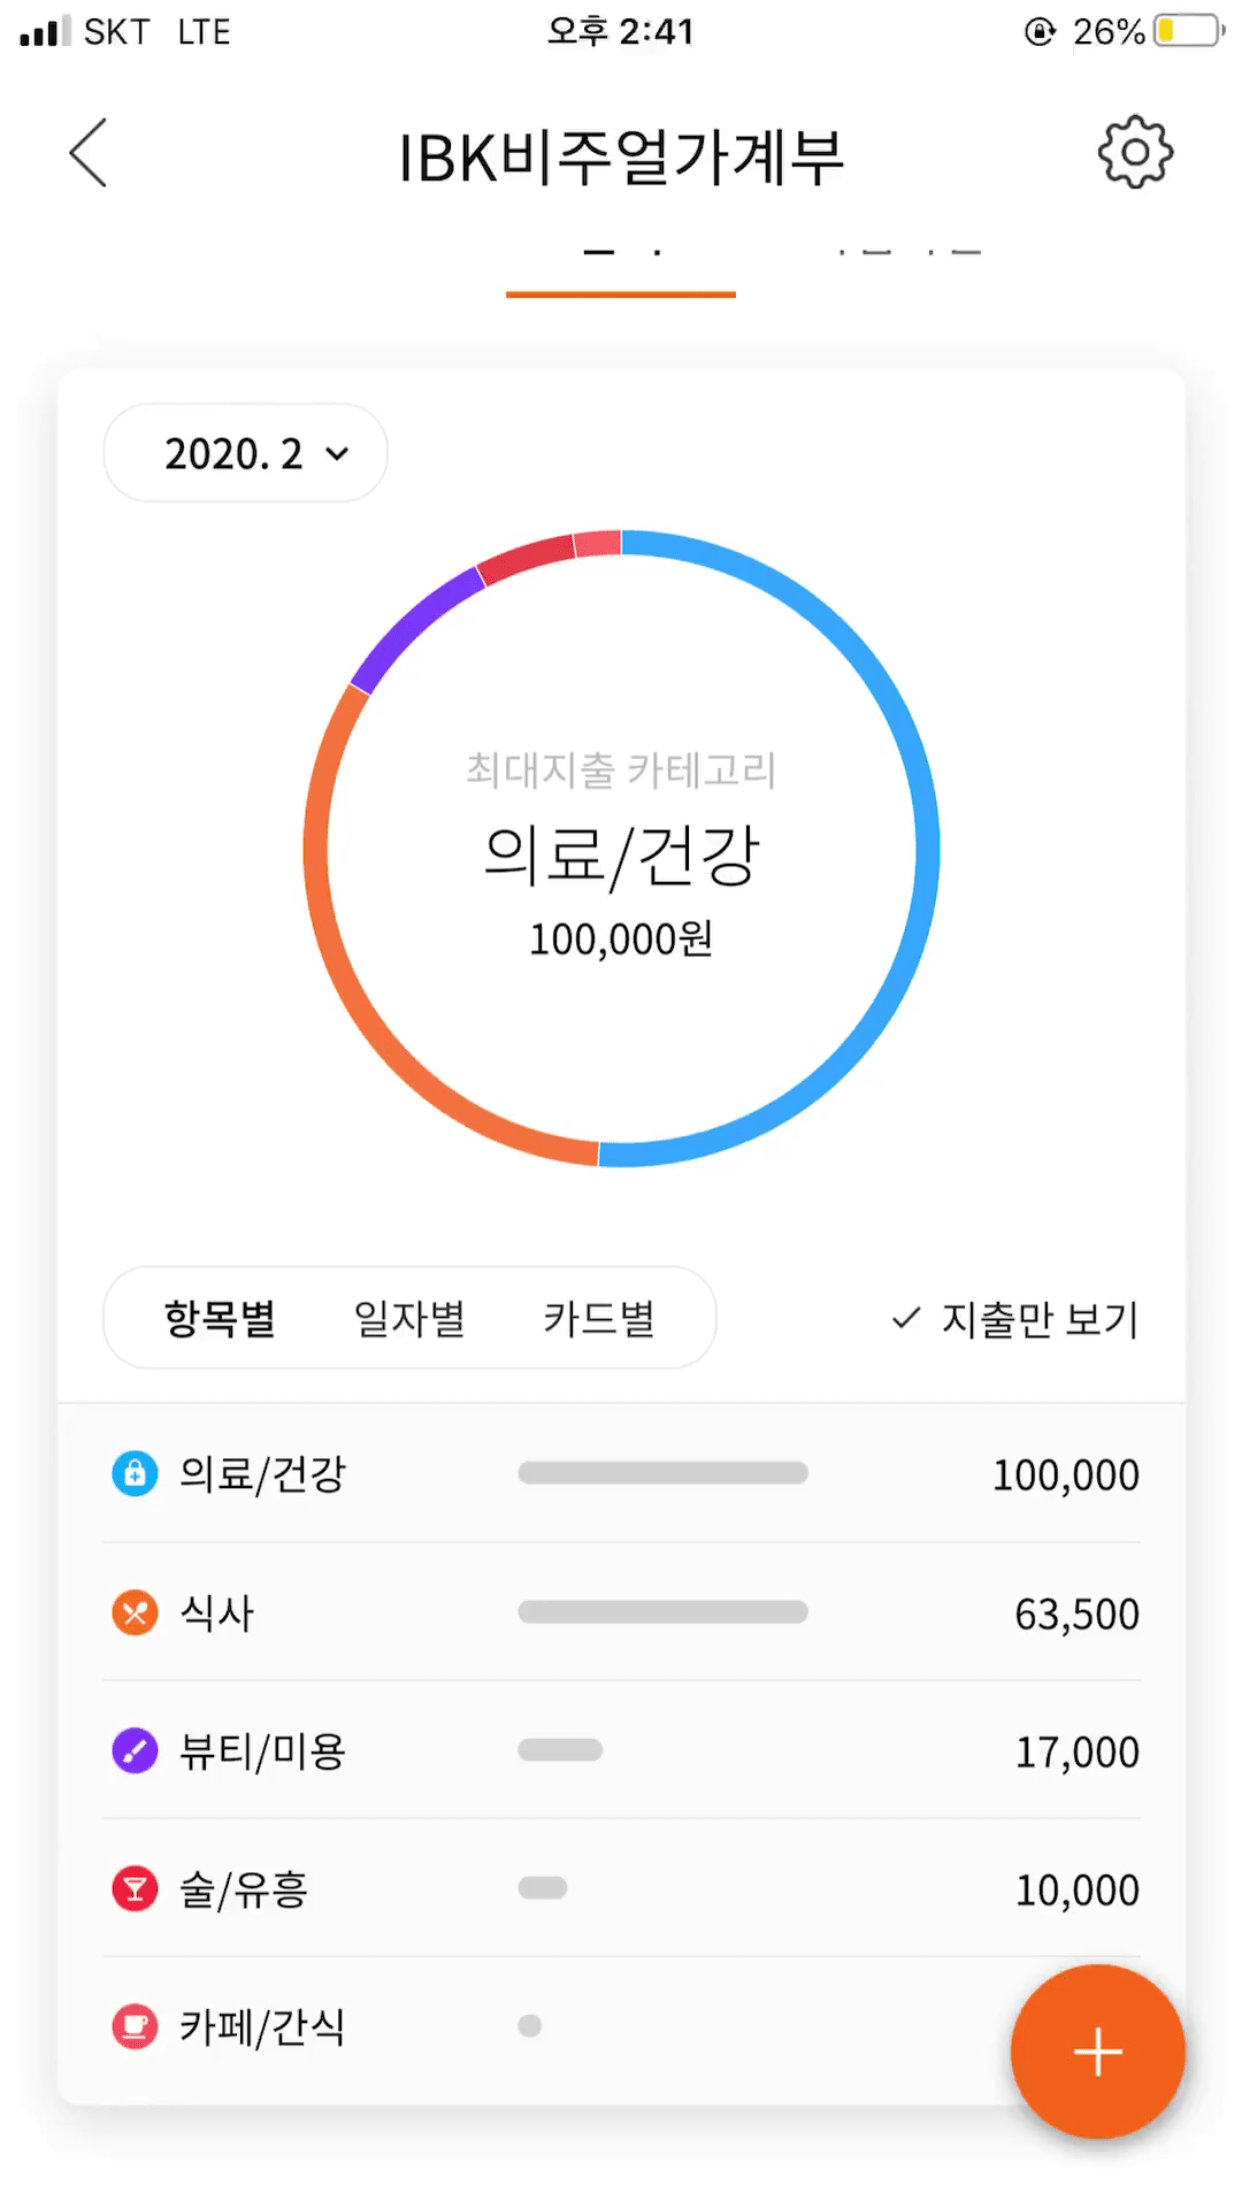 SKT LTE 오후 2:41 26%
IBK비주얼가계부
2020. 2
최대지출 카테고리
의료/건강
100,000원
항목별 일자별 카드별 지출만 보기
의료/건강 100,000
식사 63,500
뷰티/미용 17,000
술/유흥 10,000
카페/간식